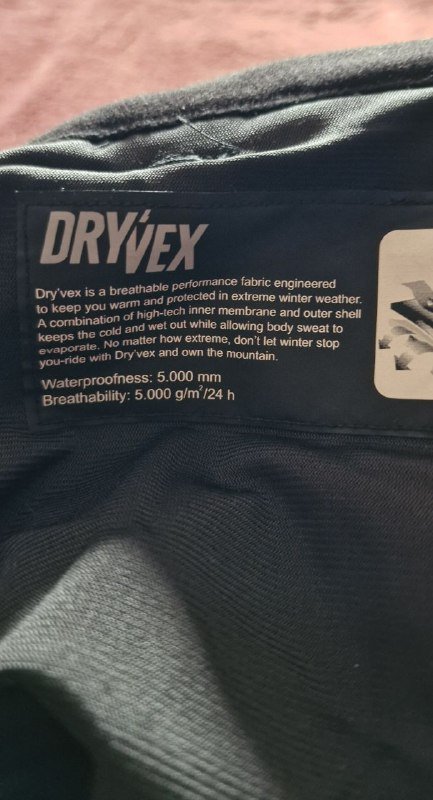 DRY'VEX
Dry'vex is a breathable performance fabric engineered
to keep you warm and protected in extreme winter weather.
A combination of high-tech inner membrane and outer shell
keeps the cold and wet out while allowing body sweat to
evaporate. No matter how extreme, don't let winter stop
you-ride with Dry'vex and own the mountain.
Waterproofness: 5.000 mm
Breathability: 5.000 g/m²/24 h